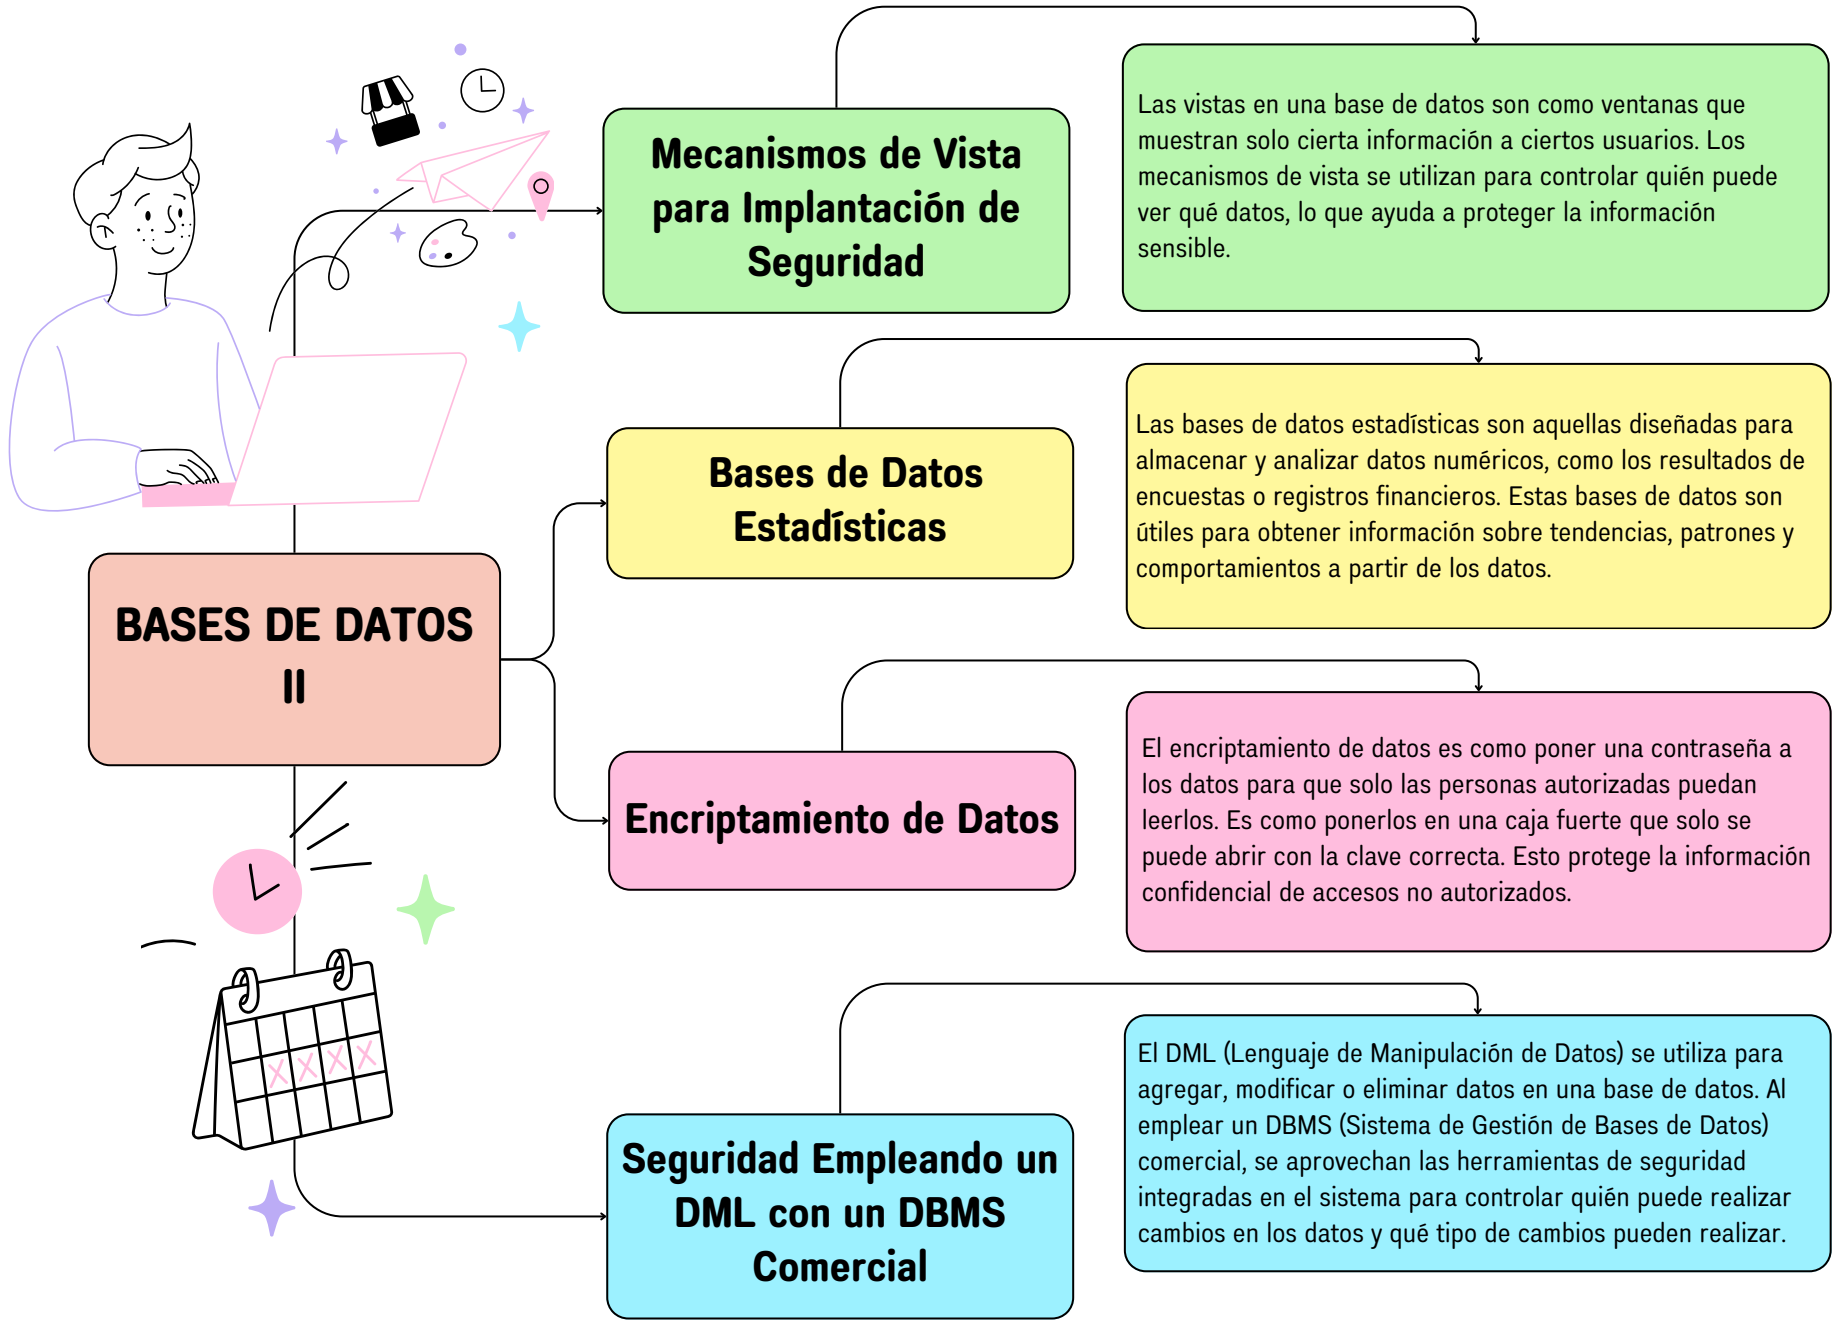 Mecanismos de Vista
para Implantación de
Seguridad
Las vistas en una base de datos son como ventanas que
muestran solo cierta información a ciertos usuarios. Los
mecanismos de vista se utilizan para controlar quién puede
ver qué datos, lo que ayuda a proteger la información
sensible.
Bases de Datos
Estadísticas
Las bases de datos estadísticas son aquellas diseñadas para
almacenar y analizar datos numéricos, como los resultados de
encuestas o registros financieros. Estas bases de datos son
útiles para obtener información sobre tendencias, patrones y
comportamientos a partir de los datos.
BASES DE DATOS
II
Encriptamiento de Datos
El encriptamiento de datos es como poner una contraseña a
los datos para que solo las personas autorizadas puedan
leerlos. Es como ponerlos en una caja fuerte que solo se
puede abrir con la clave correcta. Esto protege la información
confidencial de accesos no autorizados.
Seguridad Empleando un
DML con un DBMS
Comercial
El DML (Lenguaje de Manipulación de Datos) se utiliza para
agregar, modificar o eliminar datos en una base de datos. Al
emplear un DBMS (Sistema de Gestión de Bases de Datos)
comercial, se aprovechan las herramientas de seguridad
integradas en el sistema para controlar quién puede realizar
cambios en los datos y qué tipo de cambios pueden realizar.